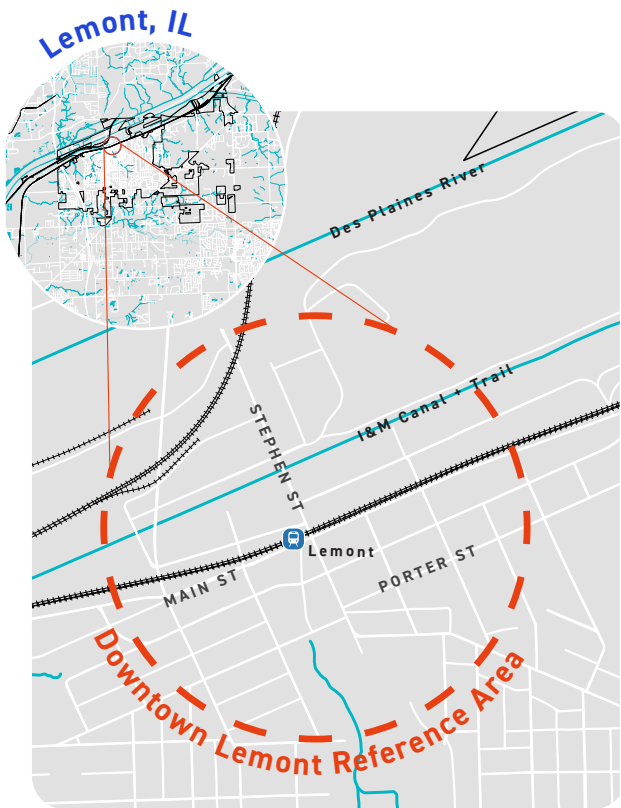 Lemont, IL
Des Plaines River
I&M Canal + Trail
STEPHEN ST
Lemont
MAIN ST
PORTER ST
Downtown Lemont Reference Area